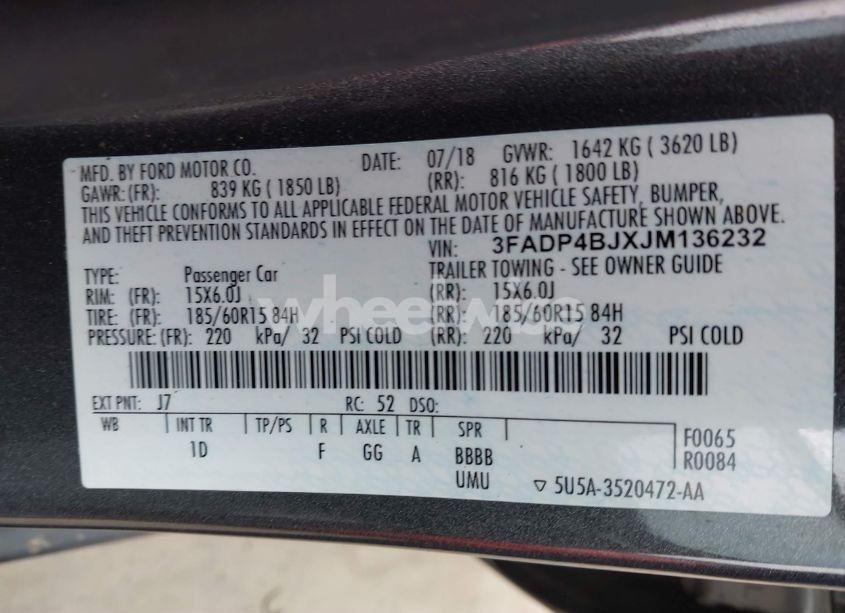 MFD. BY FORD MOTOR CO. DATE: 07/18 GVWR: 1642 KG ( 3620 LB)
GAWR: (FR): 839 KG ( 1850 LB) (RR): 816 KG ( 1800 LB)
THIS VEHICLE CONFORMS TO ALL APPLICABLE FEDERAL MOTOR VEHICLE SAFETY, BUMPER,
AND THEFT PREVENTION STANDARDS IN EFFECT ON THE DATE OF MANUFACTURE SHOWN ABOVE.
VIN: 3FADP4BJXJM136232
TYPE: Passenger Car TRAILER TOWING - SEE OWNER GUIDE
RIM: (FR): 15X6.0J (RR): 15X6.0J
wheelwise
TIRE: (FR): 185/60R15 84H (RR): 185/60R15 84H
PRESSURE: (FR): 220 kPa/ 32 PSI COLD (RR): 220 kPa/ 32 PSI COLD
EXT PNT: J7 RC: 52 DSO:
WB INT TR TP/PS R AXLE TR SPR F0065
1D F GG A BBBB R0084
UMU ▽ 5U5A-3520472-AA